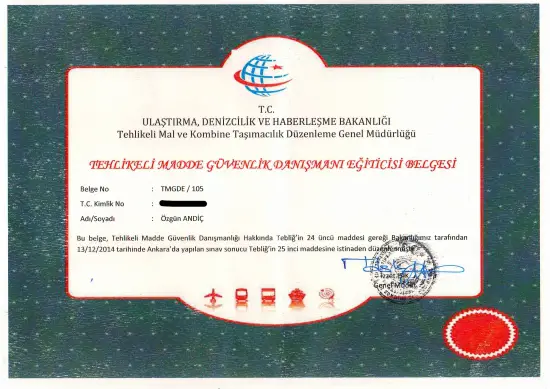 T.C.
ULAŞTIRMA, DENİZCİLİK VE HABERLEŞME BAKANLIĞI
Tehlikeli Mal ve Kombine Taşımacılık Düzenleme Genel Müdürlüğü
TEHLİKELİ MADDE GÜVENLİK DANIŞMANI EĞİTİCİSİ BELGESİ
Belge No : TMGDE / 105
T.C. Kimlik No :
Adı/Soyadı : Özgün ANDİÇ
Bu belge, Tehlikeli Madde Güvenlik Danışmanlığı Hakkında Tebliğ'in 24 üncü maddesi gereği Bakanlığımız tarafından
13/12/2014 tarihinde Ankara'da yapılan sınav sonucu Tebliğ'in 25 inci maddesine istinaden düzenlenmiştir.
Genel Müdür